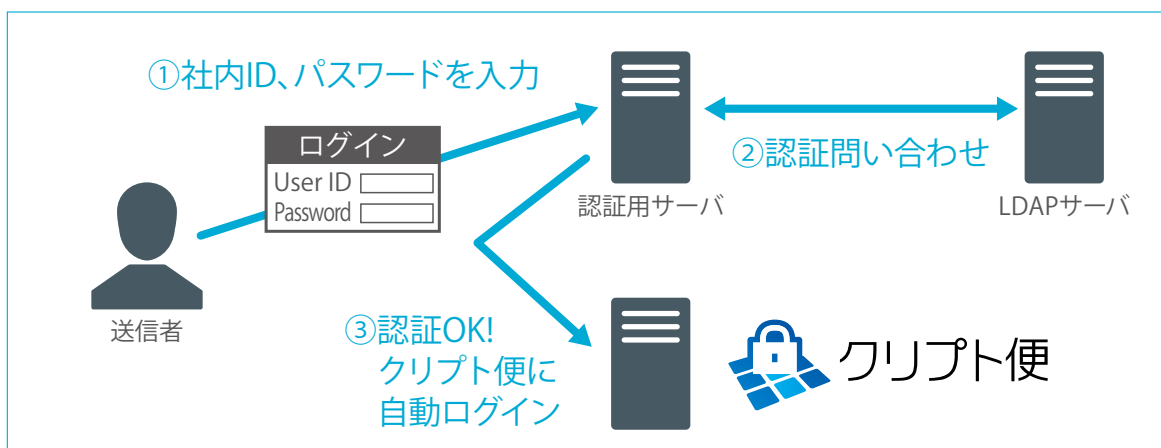 ①社内ID、パスワードを入力
ログイン
User ID
Password
送信者
認証用サーバ
②認証問い合わせ
LDAPサーバ
③認証OK!
クリプト便に
自動ログイン
クリプト便